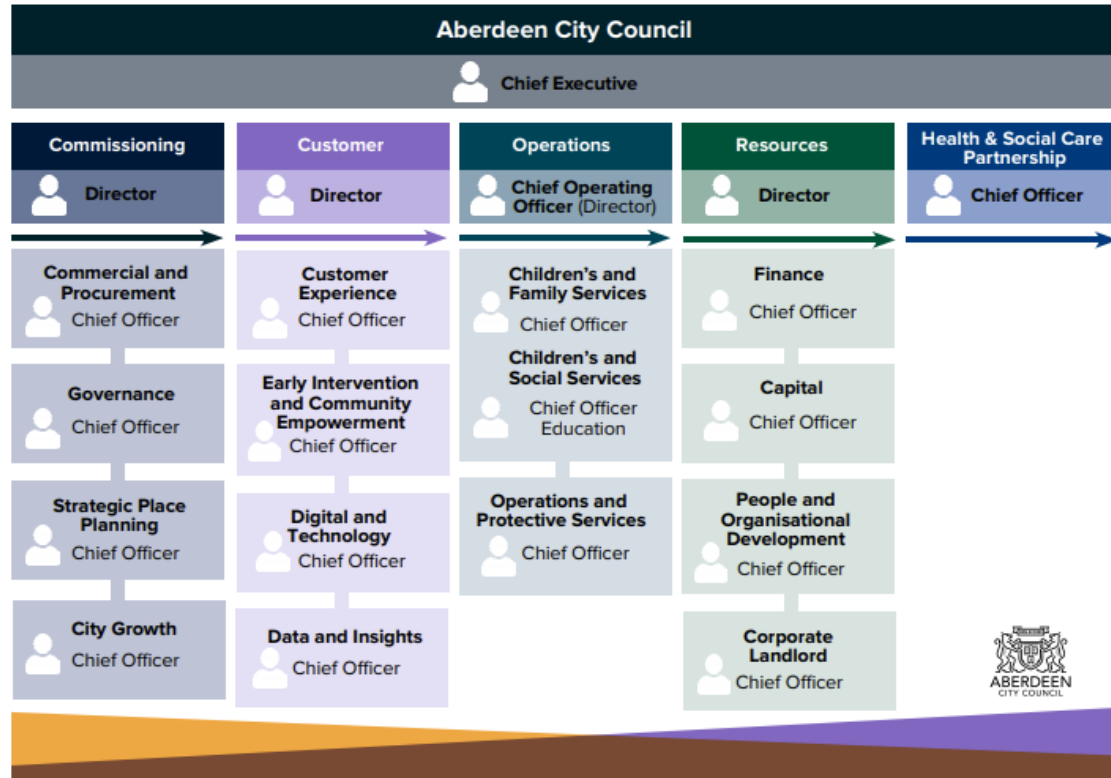 Aberdeen City Council
Chief Executive
Commissioning
Director
Commercial and
Procurement
Chief Officer
Governance
Chief Officer
Strategic Place
Planning
Chief Officer
City Growth
Chief Officer
Customer
Director
Customer
Experience
Chief Officer
Early Intervention
and Community
Empowerment
Chief Officer
Digital and
Technology
Chief Officer
Data and Insights
Chief Officer
Operations
Chief Operating
Officer (Director)
Children's and
Family Services
Chief Officer
Children's and
Social Services
Chief Officer
Education
Operations and
Protective Services
Chief Officer
Resources
Director
Finance
Chief Officer
Capital
Chief Officer
People and
Organisational
Development
Chief Officer
Corporate
Landlord
Chief Officer
Health & Social Care
Partnership
Chief Officer
ABERDEEN
CITY COUNCIL